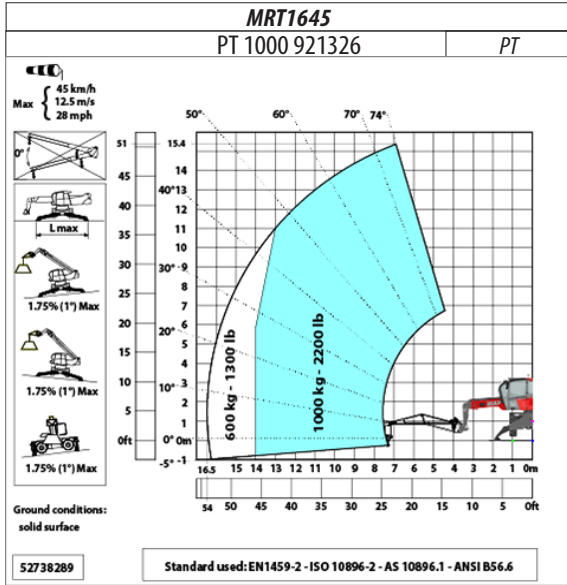 MRT1645
PT 1000 921326 PT
Max { 45 km/h
12.5 m/s
28 mph
0°
L max
1.75% (1°) Max
1.75% (1°) Max
1.75% (1°) Max
Ground conditions:
solid surface
52738289
50° 60° 70° 74°
51 15.4
45 14
40 40° 13
12
35 11
10
30 9
30° 8
25 7
20 6
20° 5
15 4
10 10° 3
2
5 1
0ft 0° 0m
-5° -1
600 kg - 1300 lb
1000 kg - 2200 lb
16.5 15 14 13 12 11 10 9 8 7 6 5 4 3 2 1 0m
54 50 45 40 35 30 25 20 15 10 5 0ft
Standard used: EN1459-2 - ISO 10896-2 - AS 10896.1 - ANSI B56.6